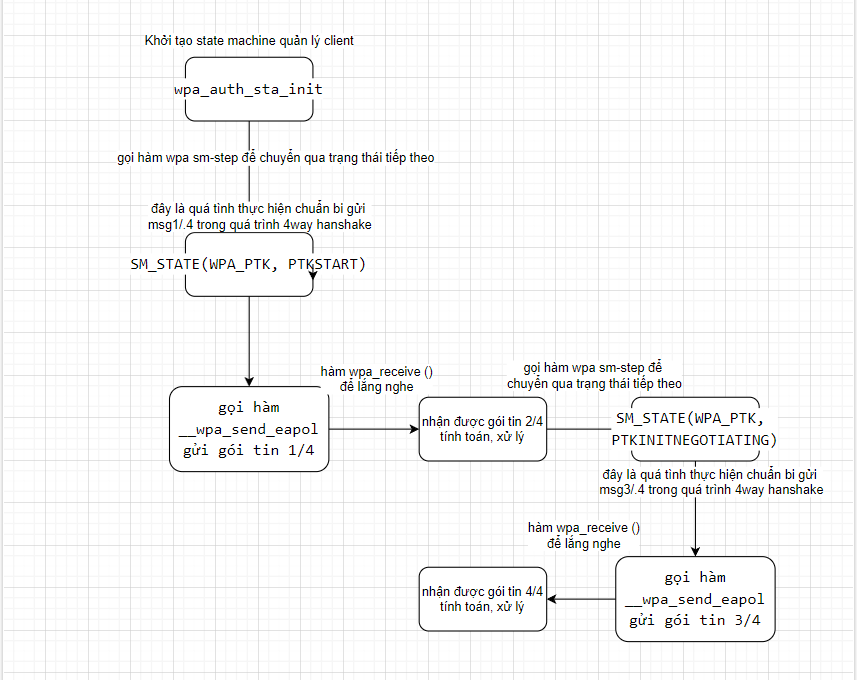 Khởi tạo state machine quản lý client
wpa_auth_sta_init
gọi hàm wpa sm-step để chuyển qua trạng thái tiếp theo
đây là quá tình thực hiện chuẩn bi gửi
msg1/.4 trong quá trình 4way hanshake
SM_STATE(WPA_PTK, PTKSTART)
gọi hàm
__wpa_send_eapol
gửi gói tin 1/4
hàm wpa_receive ()
để lắng nghe
nhận được gói tin 2/4
tính toán, xử lý
gọi hàm wpa sm-step để
chuyển qua trạng thái tiếp theo
SM_STATE(WPA_PTK,
PTKINITNEGOTIATING)
đây là quá tình thực hiện chuẩn bi gửi
msg3/.4 trong quá trình 4way hanshake
gọi hàm
__wpa_send_eapol
gửi gói tin 3/4
hàm wpa_receive ()
để lắng nghe
nhận được gói tin 4/4
tính toán, xử lý